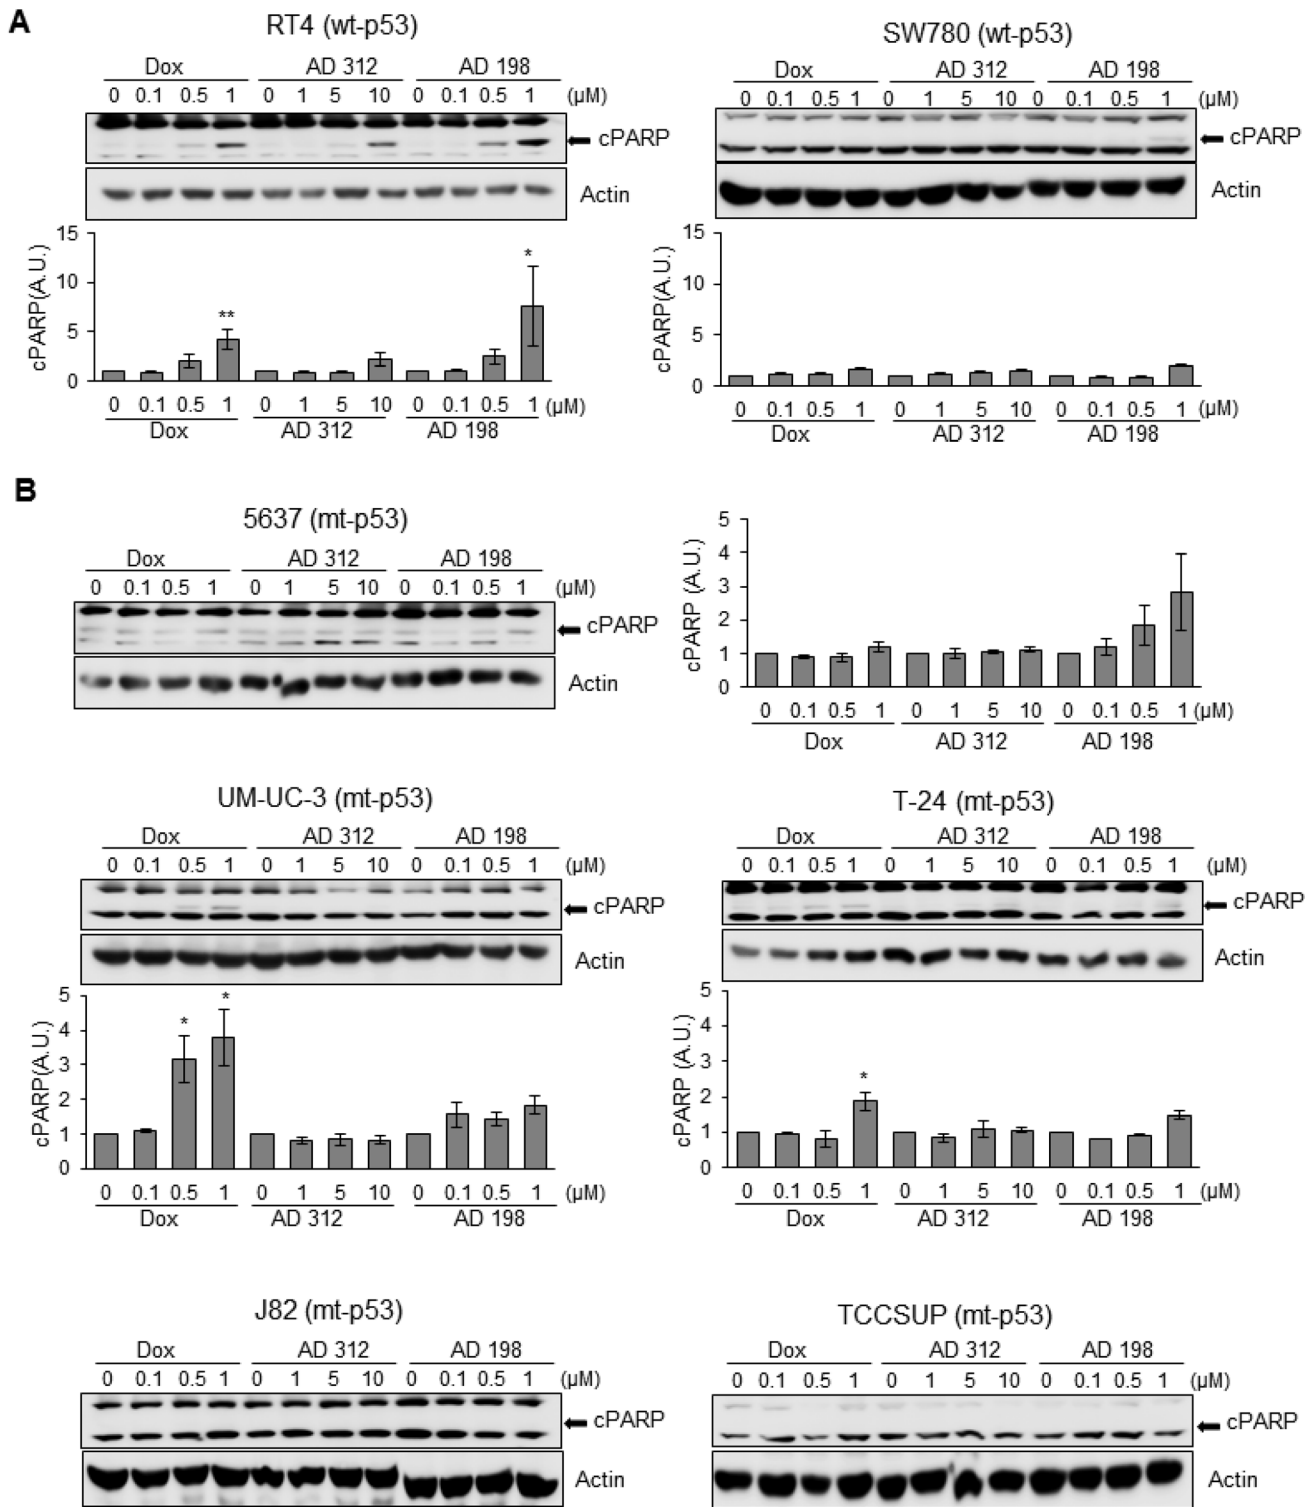 A
RT4 (wt-p53)
Dox AD 312 AD 198
0 0.1 0.5 1 0 1 5 10 0 0.1 0.5 1 (μM)
cPARP
Actin
15
10
5
0
cPARP(A.U.)
**
*
0 0.1 0.5 1 0 1 5 10 0 0.1 0.5 1 (μM)
Dox AD 312 AD 198
SW780 (wt-p53)
Dox AD 312 AD 198
0 0.1 0.5 1 0 1 5 10 0 0.1 0.5 1 (μM)
cPARP
Actin
15
10
5
0
cPARP(A.U.)
0 0.1 0.5 1 0 1 5 10 0 0.1 0.5 1 (μM)
Dox AD 312 AD 198
B
5637 (mt-p53)
Dox AD 312 AD 198
0 0.1 0.5 1 0 1 5 10 0 0.1 0.5 1 (μM)
cPARP
Actin
5
4
3
2
1
0
cPARP (A.U.)
0 0.1 0.5 1 0 1 5 10 0 0.1 0.5 1 (μM)
Dox AD 312 AD 198
UM-UC-3 (mt-p53)
Dox AD 312 AD 198
0 0.1 0.5 1 0 1 5 10 0 0.1 0.5 1 (μM)
cPARP
Actin
5
4
3
2
1
0
cPARP(A.U.)
*
*
0 0.1 0.5 1 0 1 5 10 0 0.1 0.5 1 (μM)
Dox AD 312 AD 198
T-24 (mt-p53)
Dox AD 312 AD 198
0 0.1 0.5 1 0 1 5 10 0 0.1 0.5 1 (μM)
cPARP
Actin
5
4
3
2
1
0
cPARP (A.U.)
*
0 0.1 0.5 1 0 1 5 10 0 0.1 0.5 1 (μM)
Dox AD 312 AD 198
J82 (mt-p53)
Dox AD 312 AD 198
0 0.1 0.5 1 0 1 5 10 0 0.1 0.5 1 (μM)
cPARP
Actin
TCCSUP (mt-p53)
Dox AD 312 AD 198
0 0.1 0.5 1 0 1 5 10 0 0.1 0.5 1 (μM)
cPARP
Actin